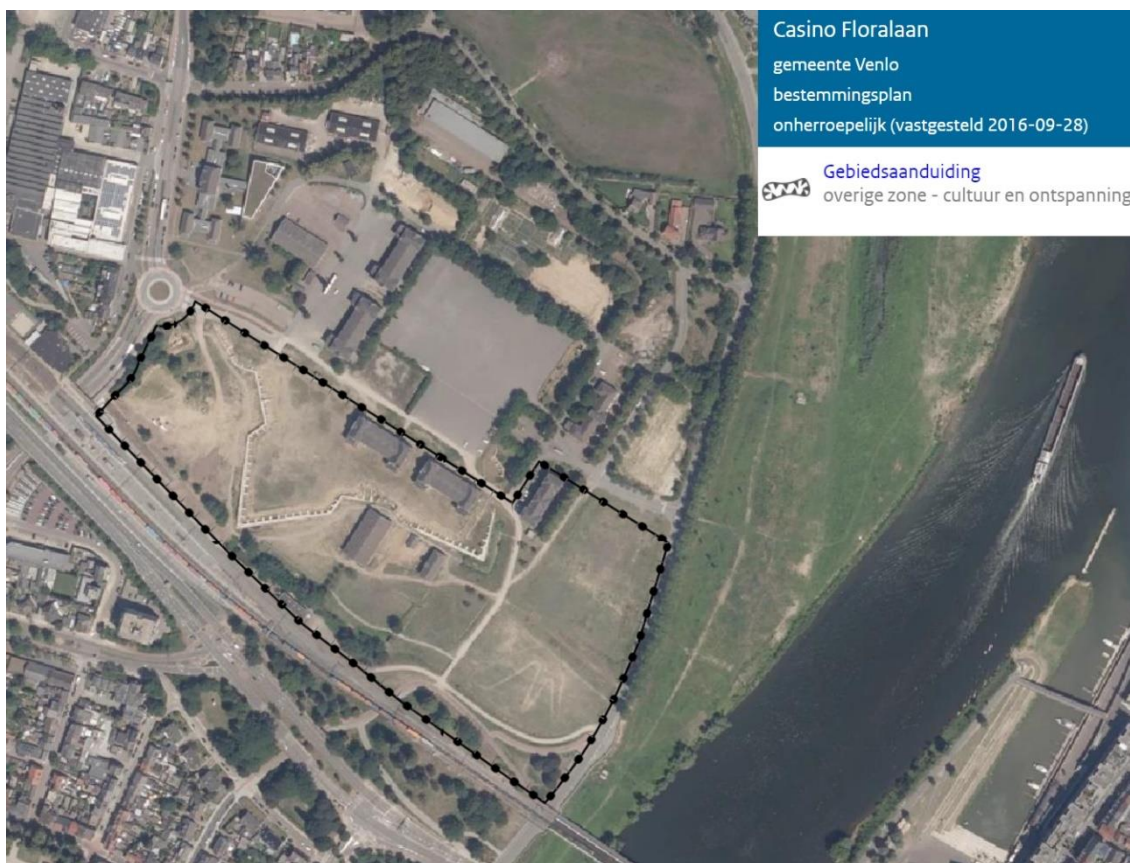 Casino Floralaan
gemeente Venlo
bestemmingsplan
onherroepelijk (vastgesteld 2016-09-28)
Gebiedsaanduiding
overige zone - cultuur en ontspanning